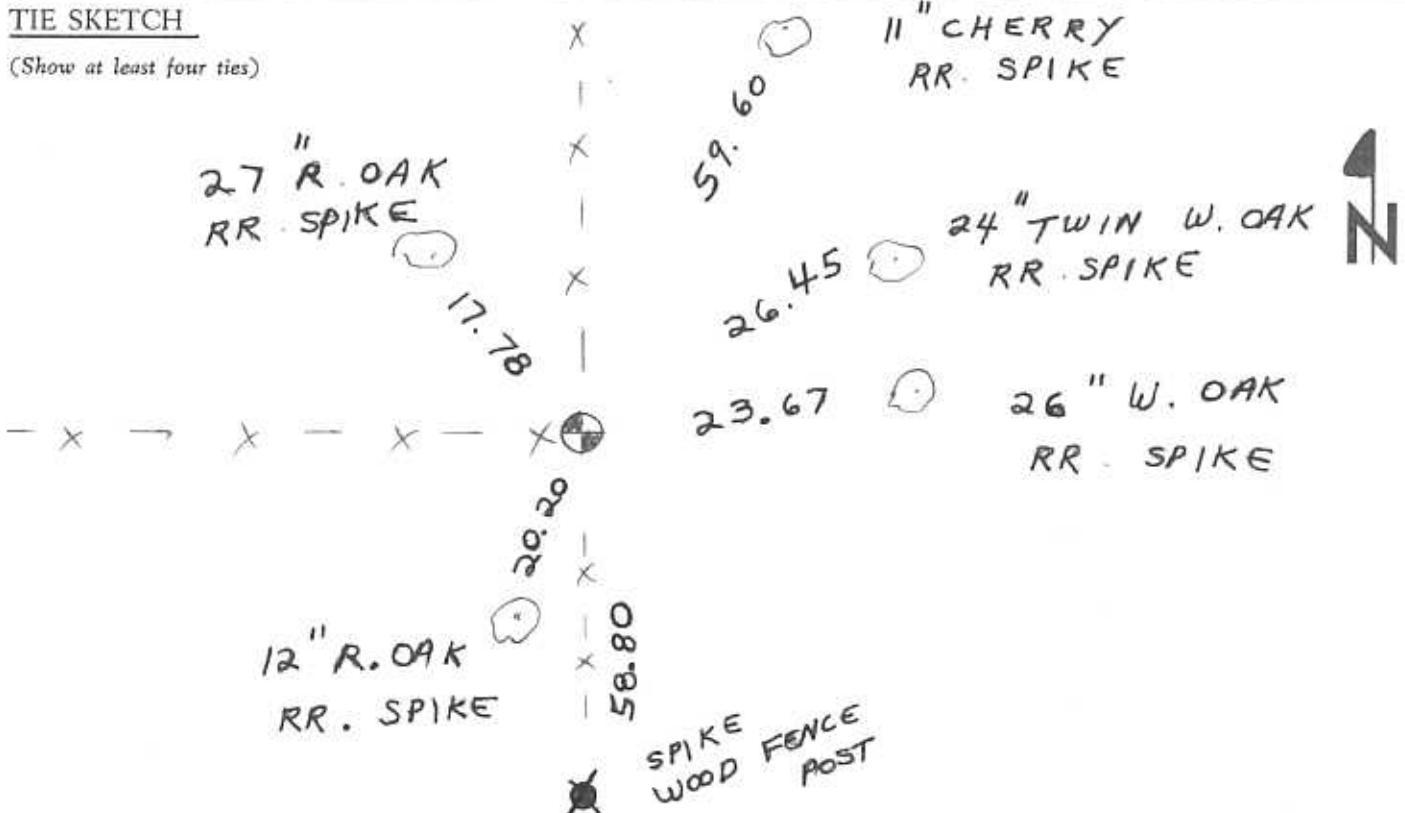 TIE SKETCH
(Show at least four ties)
11" CHERRY
RR. SPIKE
59.60
27" R. OAK
RR. SPIKE
17.78
24" TWIN W. OAK
RR. SPIKE
26.45
N
23.67
26" W. OAK
RR. SPIKE
20.20
12" R. OAK
RR. SPIKE
58.80
SPIKE
WOOD FENCE
POST